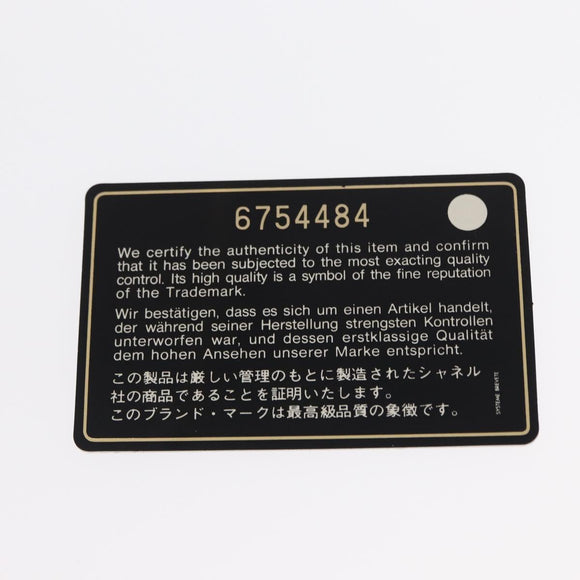 6754484
We certify the authenticity of this item and confirm
that it has been subjected to the most exacting quality
control. Its high quality is a symbol of the fine reputation
of the Trademark.
Wir bestätigen, dass es sich um einen Artikel handelt,
der während seiner Herstellung strengsten Kontrollen
unterworfen war, und dessen erstklassige Qualität
dem hohen Ansehen unserer Marke entspricht.
この製品は厳しい管理のもとに製造されたシャネル
社の商品であることを証明いたします。
このブランド・マークは最高級品質の象徴です。
SYSTEME BREVETE